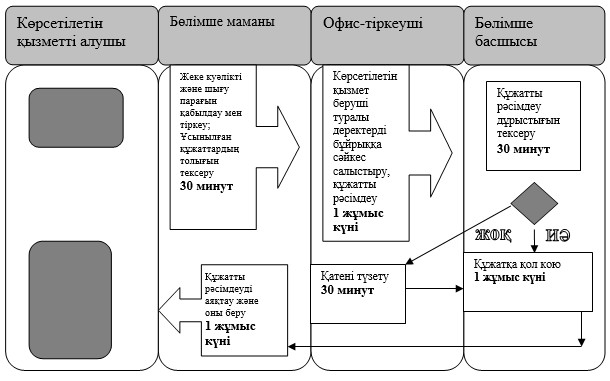 Көрсетілетін
қызметті алушы
Бөлімше маманы
Офис-тіркеуші
Бөлімше
басшысы
Жеке куәлікті
және шығу
парағын
қабылдау мен
тіркеу;
Ұсынылған
құжаттардың
толығын
тексеру
30 минут
Көрсетілетін
қызмет
беруші
туралы
деректерді
бұйрыққа
сәйкес
салыстыру,
құжатты
рәсімдеу
1 жұмыс
күні
Құжатты
рәсімдеу
дұрыстығын
тексеру
30 минут
жоқ
иә
Құжатты
рәсімдеуді
аяқтау және
оны беру
1 жұмыс
күні
Қатені түзету
30 минут
Құжатқа қол қою
1 жұмыс күні